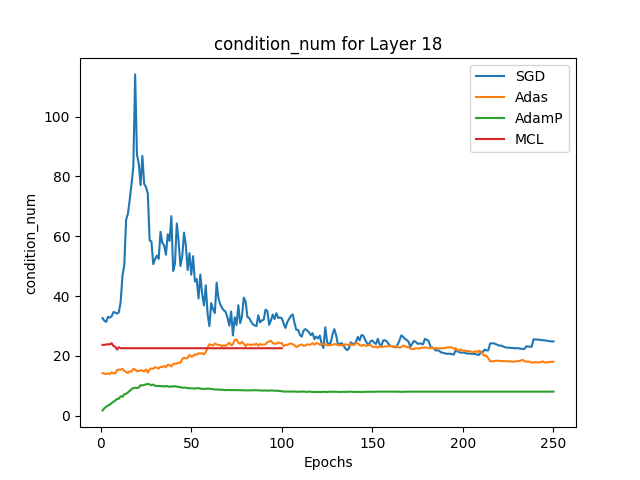 condition_num for Layer 18
SGD
Adas
AdamP
MCL
condition_num
100
80
60
40
20
0
0 50 100 150 200 250
Epochs